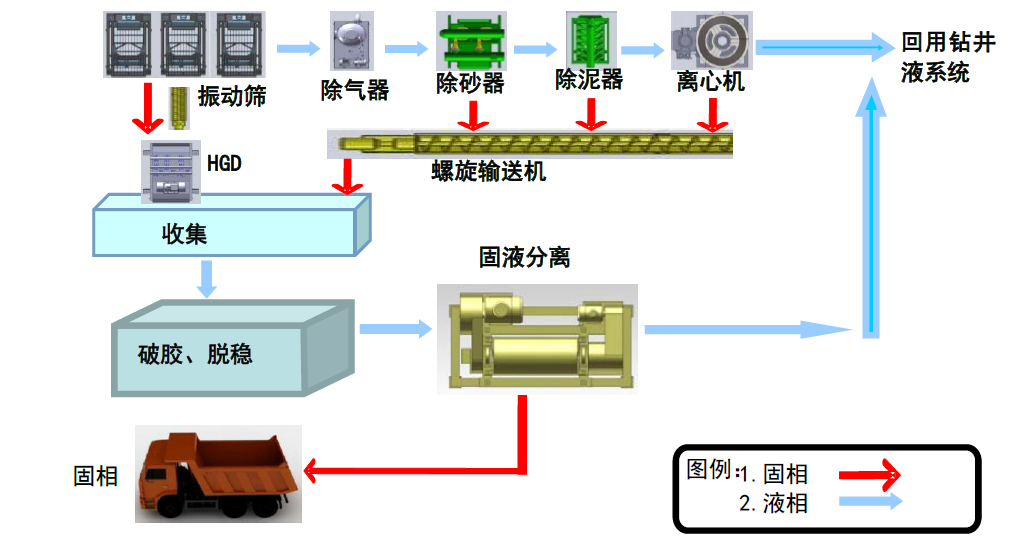 振动筛
除气器
除砂器
除泥器
离心机
回用钻井
液系统
HGD
螺旋输送机
收集
固液分离
破胶、脱稳
固相
图例:
1.固相
2.液相